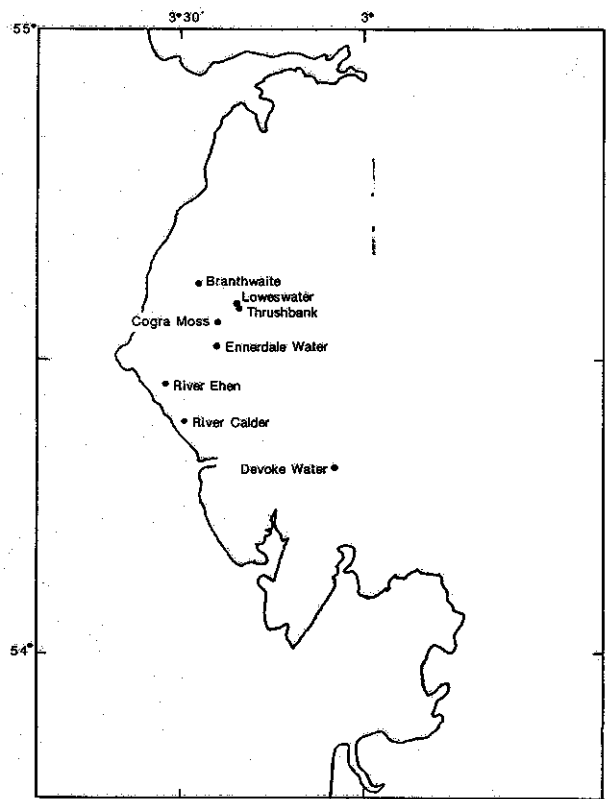 3°30′ 3°
55°
Branthwaite
Loweswater
Thrushbank
Cogra Moss
Ennerdale Water
River Ehen
River Calder
Devoke Water
54°